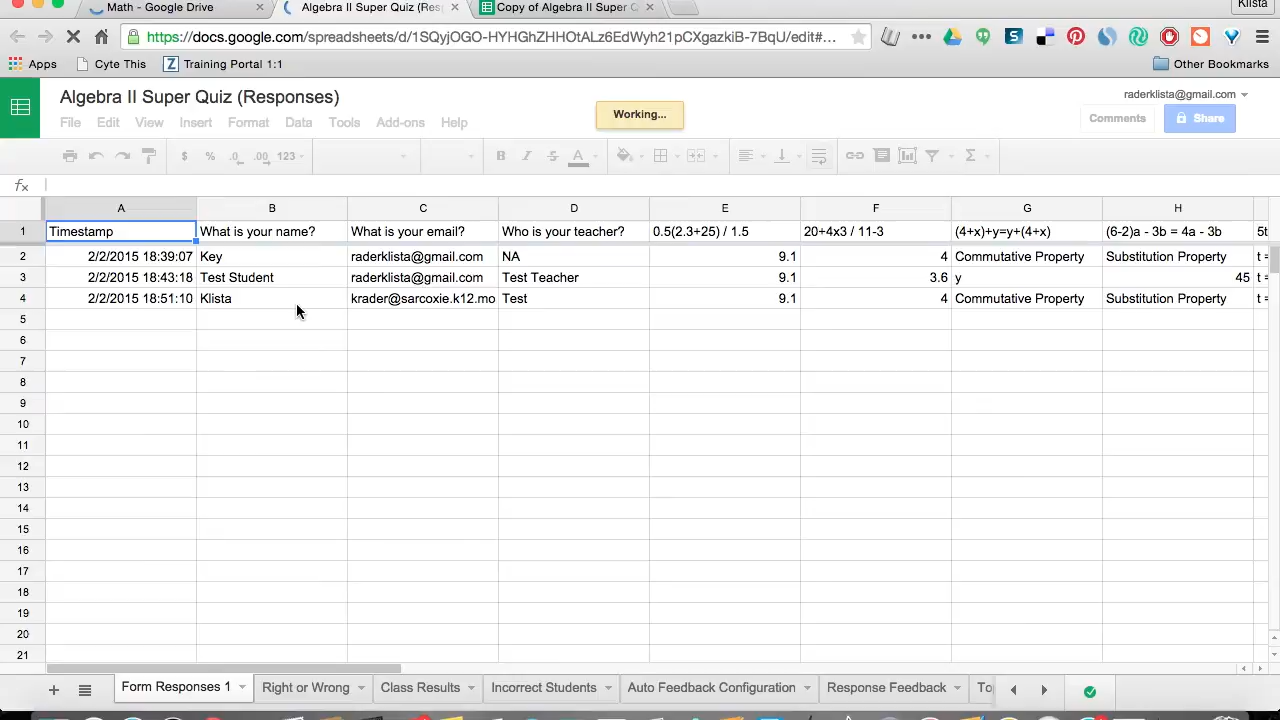 Math - Google Drive
Algebra II Super Quiz (Res
Copy of Algebra II Super Q
Klista
https://docs.google.com/spreadsheets/d/1SQyjOGO-HYHGhZHHOtALz6EdWyh21pCXgazkiB-7BqU/edit#...
Apps
Cyte This
Training Portal 1:1
Other Bookmarks
Algebra II Super Quiz (Responses)
Working...
raderklista@gmail.com
File Edit View Insert Format Data Tools Add-ons Help
Comments
Share
$ % .0 .00 123
fx
A B C D E F G H
1 Timestamp What is your name? What is your email? Who is your teacher? 0.5(2.3+25) / 1.5 20+4x3 / 11-3 (4+x)+y=y+(4+x) (6-2)a - 3b = 4a - 3b 5t
2 2/2/2015 18:39:07 Key raderklista@gmail.com NA 9.1 4 Commutative Property Substitution Property t =
3 2/2/2015 18:43:18 Test Student raderklista@gmail.com Test Teacher 9.1 3.6 y 45 t =
4 2/2/2015 18:51:10 Klista krader@sarcoxie.k12.mo Test 9.1 4 Commutative Property Substitution Property t =
5
6
7
8
9
10
11
12
13
14
15
16
17
18
19
20
21
Form Responses 1 Right or Wrong Class Results Incorrect Students Auto Feedback Configuration Response Feedback To